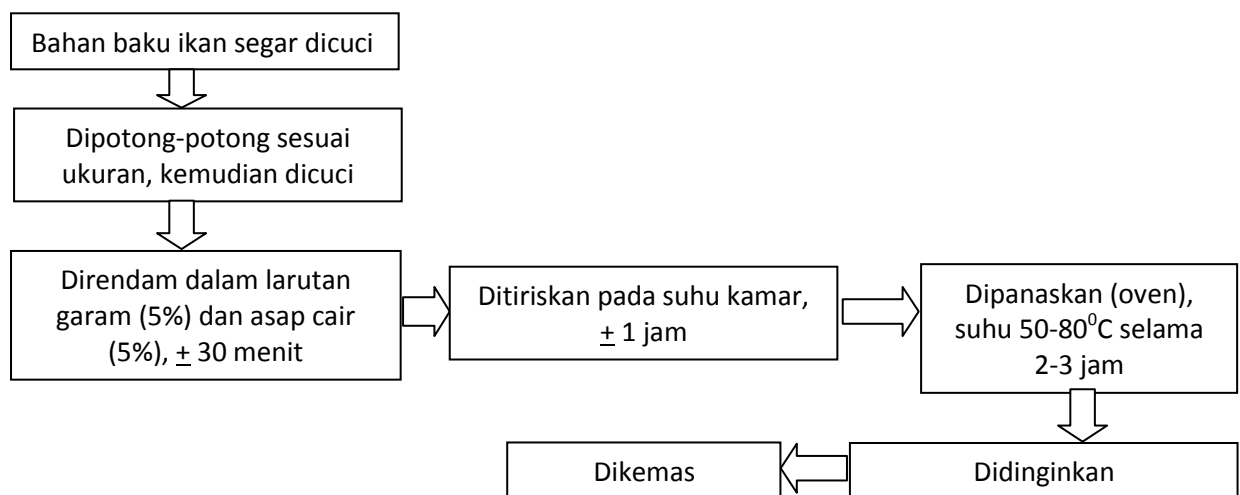 Bahan baku ikan segar dicuci
Dipotong-potong sesuai
ukuran, kemudian dicuci
Direndam dalam larutan
garam (5%) dan asap cair
(5%), + 30 menit
Ditiriskan pada suhu kamar,
+ 1 jam
Dipanaskan (oven),
suhu 50-80⁰C selama
2-3 jam
Didinginkan
Dikemas